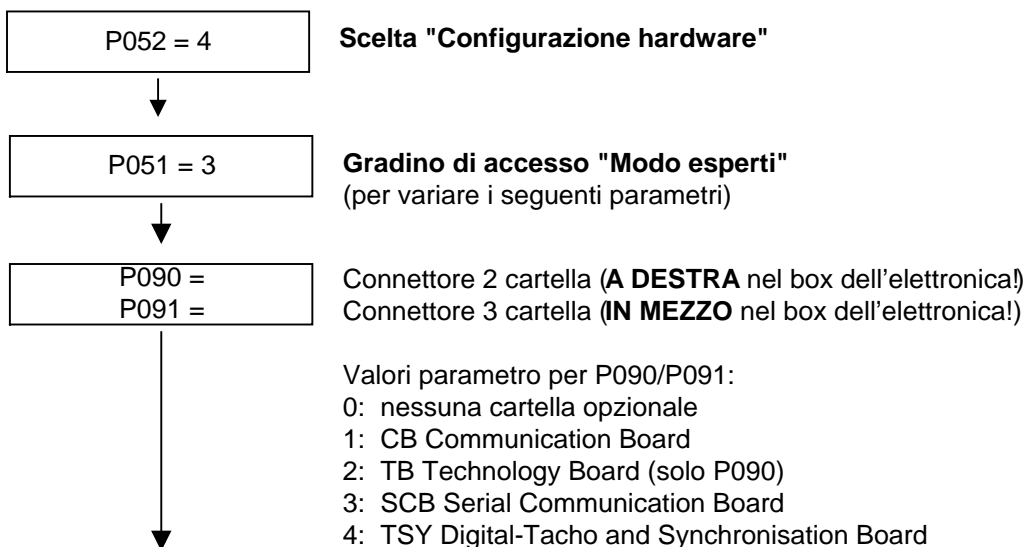 P052 = 4
Scelta "Configurazione hardware"
P051 = 3
Gradino di accesso "Modo esperti"
(per variare i seguenti parametri)
P090 =
Connettore 2 cartella (A DESTRA nel box dell'elettronica!)
P091 =
Connettore 3 cartella (IN MEZZO nel box dell'elettronica!)
Valori parametro per P090/P091:
0: nessuna cartella opzionale
1: CB Communication Board
2: TB Technology Board (solo P090)
3: SCB Serial Communication Board
4: TSY Digital-Tacho and Synchronisation Board